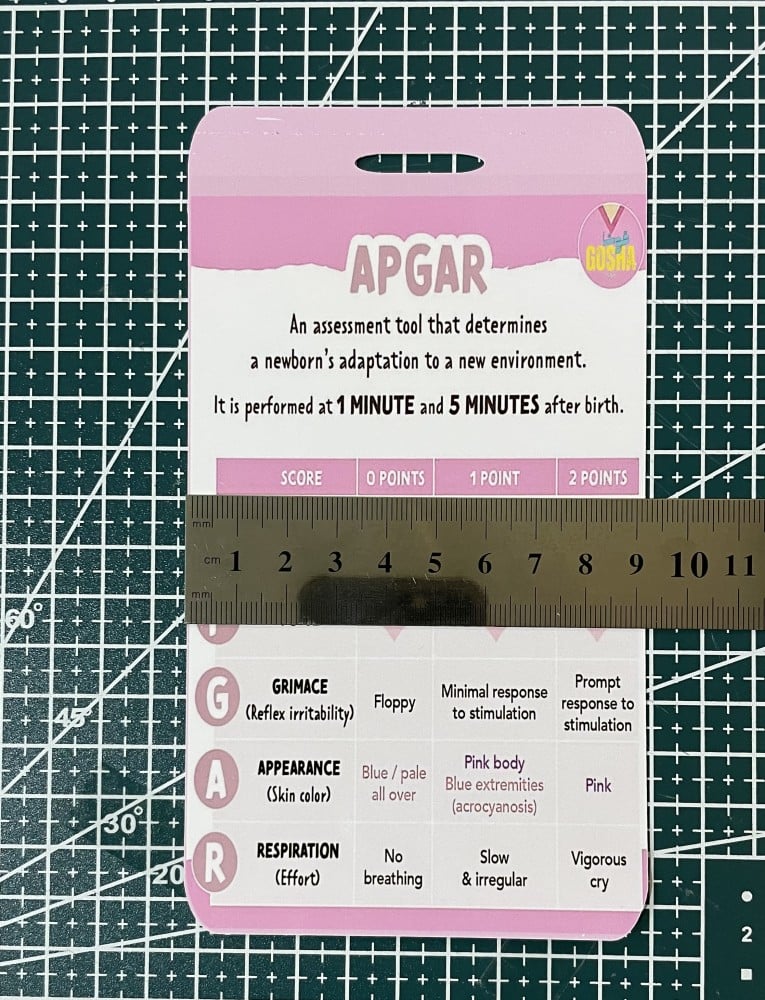 GOSHA
APGAR
An assessment tool that determines
a newborn's adaptation to a new environment.
It is performed at 1 MINUTE and 5 MINUTES after birth.
SCORE 0 POINTS 1 POINT 2 POINTS
mm
cm 1 2 3 4 5 6 7 8 9 10 11
mm
G GRIMACE
(Reflex irritability)
Floppy
Minimal response
to stimulation
Prompt
response to
stimulation
A APPEARANCE
(Skin color)
Blue / pale
all over
Pink body
Blue extremities
(acrocyanosis)
Pink
R RESPIRATION
(Effort)
No
breathing
Slow
& irregular
Vigorous
cry
60°
45°
30°
20
2